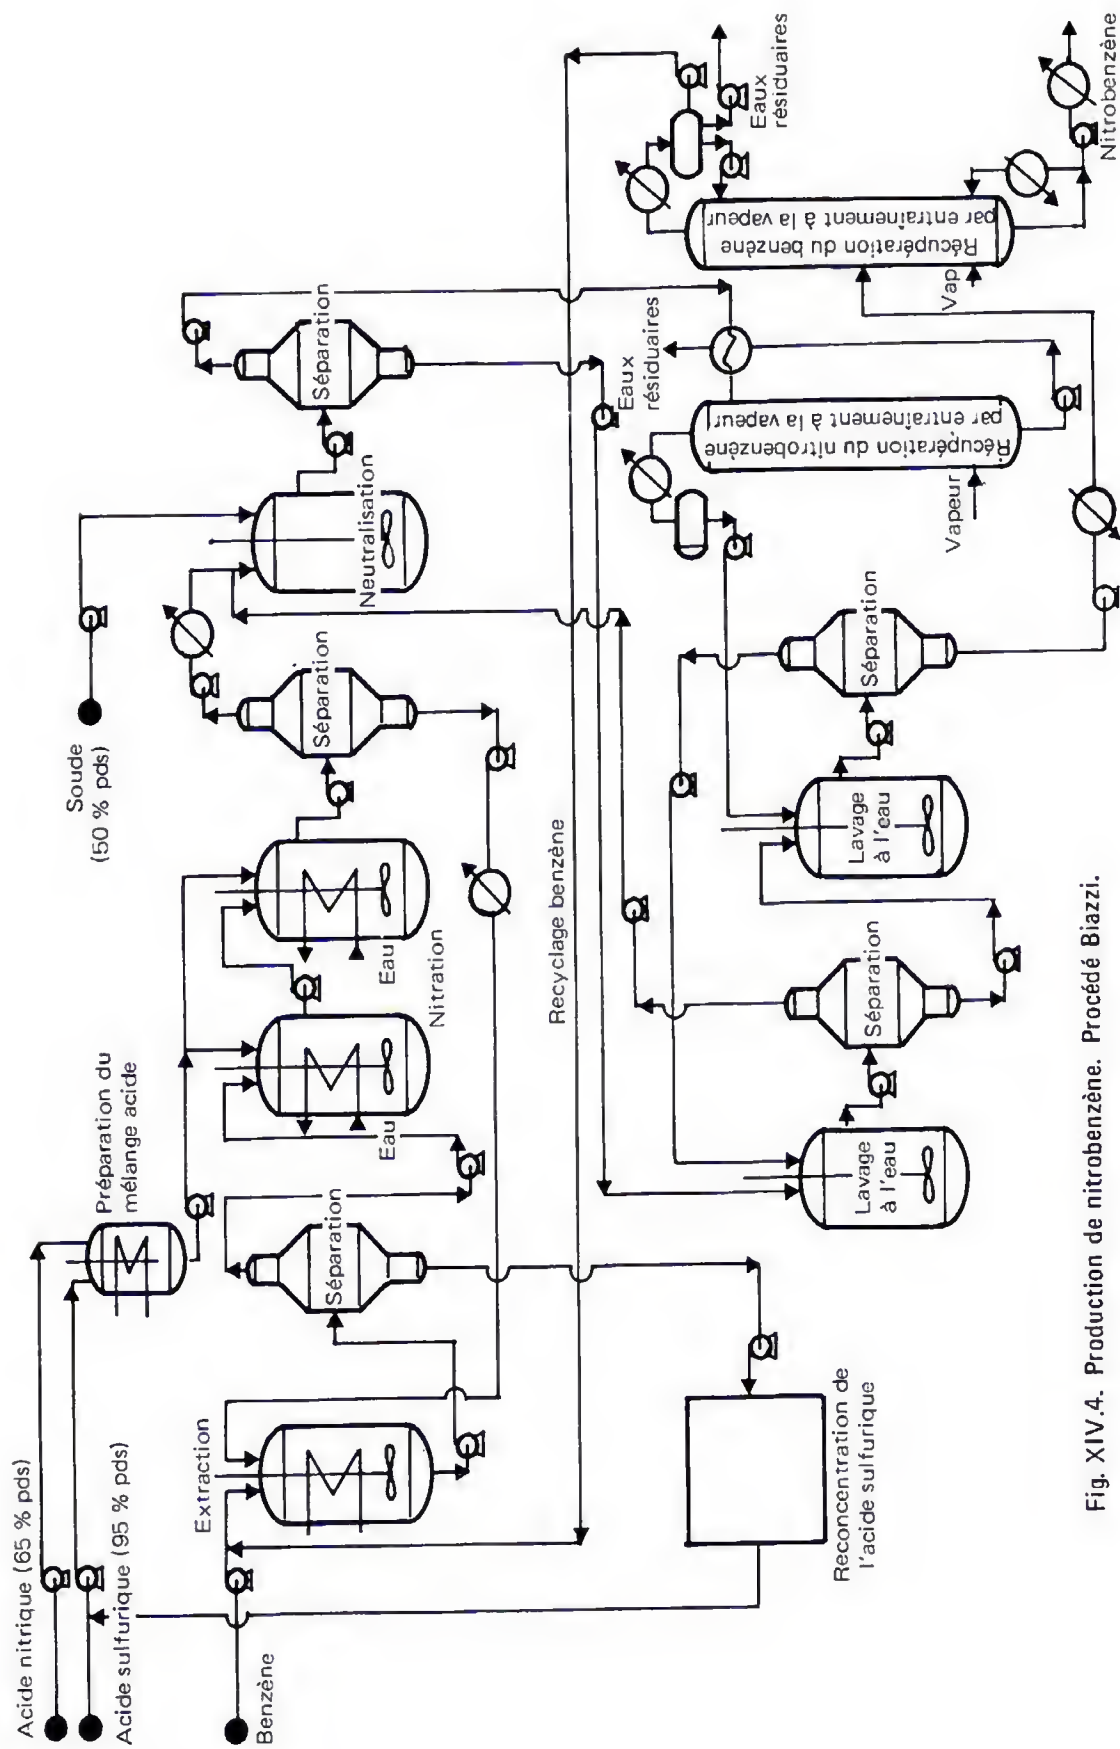 Acide nitrique (65 % pds)
Acide sulfurique (95 % pds)
Benzène
Préparation du
mélange acide
Extraction
Séparation
Eau
Eau
Nitration
Séparation
Soude
(50 % pds)
Neutralisation
Séparation
Recyclage benzène
Reconcentration de
l'acide sulfurique
Lavage
à l'eau
Séparation
Lavage
à l'eau
Séparation
Vapeur
Récupération du nitrobenzène
par entraînement à la vapeur
Eaux
résiduaires
Vap
Récupération du benzène
par entraînement à la vapeur
Eaux
résiduaires
Nitrobenzène
Fig. XIV.4. Production de nitrobenzène. Procédé Biazzi.